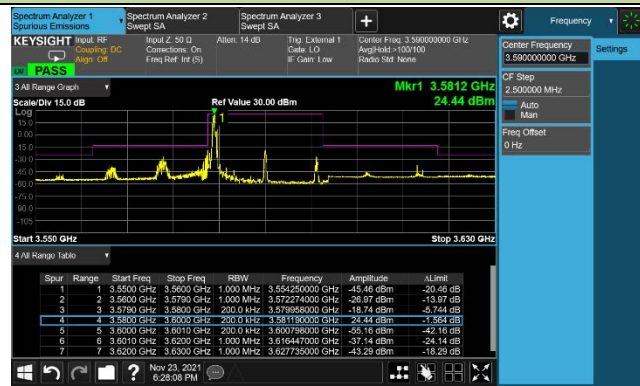 Spectrum Analyzer 1
Spurious Emissions
Spectrum Analyzer 2
Swept SA
Spectrum Analyzer 3
Swept SA
Frequency
KEYSIGHT
Input: RF
Coupling: DC
Align: Off
Input Z: 50 Ω
Corrections: On
Freq Ref: Int (S)
Atten: 14 dB
Trig: External 1
Gate: LO
IF Gain: Low
Center Freq: 3.590000000 GHz
Avg|Hold:>100/100
Radio Std: None
PASS
Center Frequency
3.590000000 GHz
Settings
CF Step
2.500000 MHz
Auto
Man
Freq Offset
0 Hz
3 All Range Graph
Mkr1 3.5812 GHz
Scale/Div 15.0 dB
Ref Value 30.00 dBm
24.44 dBm
Log
15.0
0.00
-15.0
-30.0
-45.0
-60.0
-75.0
-90.0
-105
1
Start 3.550 GHz
Stop 3.630 GHz
4 All Range Table
Spur Range Start Freq Stop Freq RBW Frequency Amplitude ΔLimit
1 1 3.5500 GHz 3.5600 GHz 1.000 MHz 3.554250000 GHz -45.46 dBm -20.46 dB
2 2 3.5600 GHz 3.5790 GHz 1.000 MHz 3.572274000 GHz -26.97 dBm -13.97 dB
3 3 3.5790 GHz 3.5800 GHz 200.0 kHz 3.579958000 GHz -18.74 dBm -5.744 dB
4 4 3.5800 GHz 3.6000 GHz 200.0 kHz 3.581190000 GHz 24.44 dBm -1.564 dB
5 5 3.6000 GHz 3.6010 GHz 200.0 kHz 3.600798000 GHz -55.16 dBm -42.16 dB
6 6 3.6010 GHz 3.6200 GHz 1.000 MHz 3.616447000 GHz -37.14 dBm -24.14 dB
7 7 3.6200 GHz 3.6300 GHz 1.000 MHz 3.627735000 GHz -43.29 dBm -18.29 dB
Nov 23, 2021
6:28:08 PM